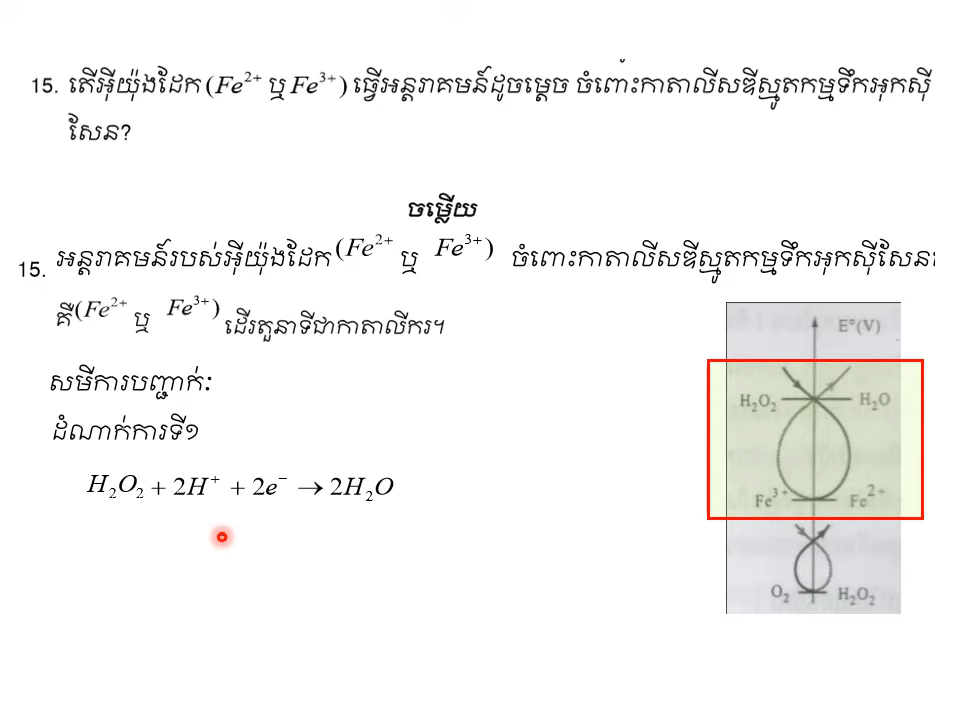 15. តើអ៊ីយ៉ុងដែក (Fe²⁺ ឬ Fe³⁺) ធ្វើអន្តរាគមន៍ដូចម្តេច ចំពោះកាតាលីសឌីស្មូតកម្មទឹកអុកស៊ី
សែន?
ចម្លើយ
15. អន្តរាគមន៍របស់អ៊ីយ៉ុងដែក (Fe²⁺ ឬ Fe³⁺) ចំពោះកាតាលីសឌីស្មូតកម្មទឹកអុកស៊ីសែន
គឺ (Fe²⁺ ឬ Fe³⁺) ដើរតួនាទីជាកាតាលីករ។
សមីការបញ្ជាក់ៈ
ដំណាក់ការទី១
H₂O₂ + 2H⁺ + 2e⁻ → 2H₂O
E°(V)
H₂O₂ H₂O
Fe³⁺ Fe²⁺
O₂ H₂O₂